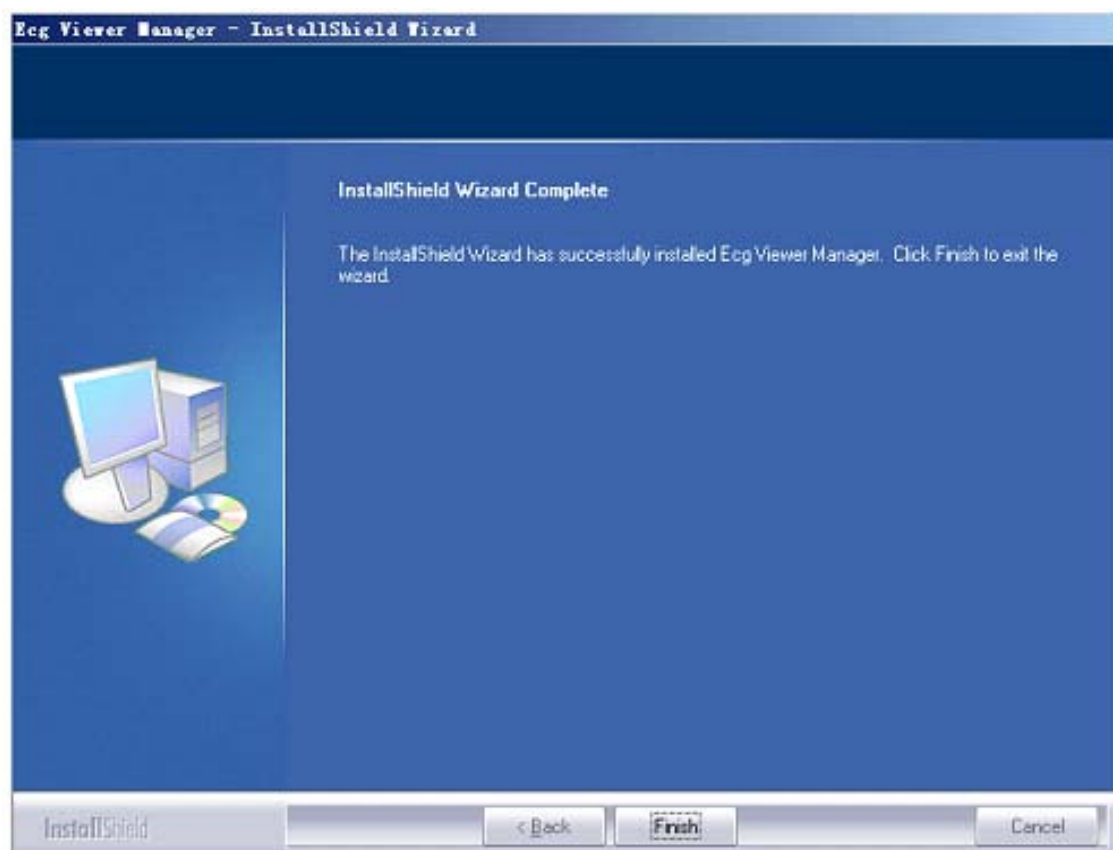 Ecg Viewer Manager - InstallShield Wizard
InstallShield Wizard Complete
The InstallShield Wizard has successfully installed Ecg Viewer Manager. Click Finish to exit the
wizard.
InstallShield
< Back
Finish
Cancel